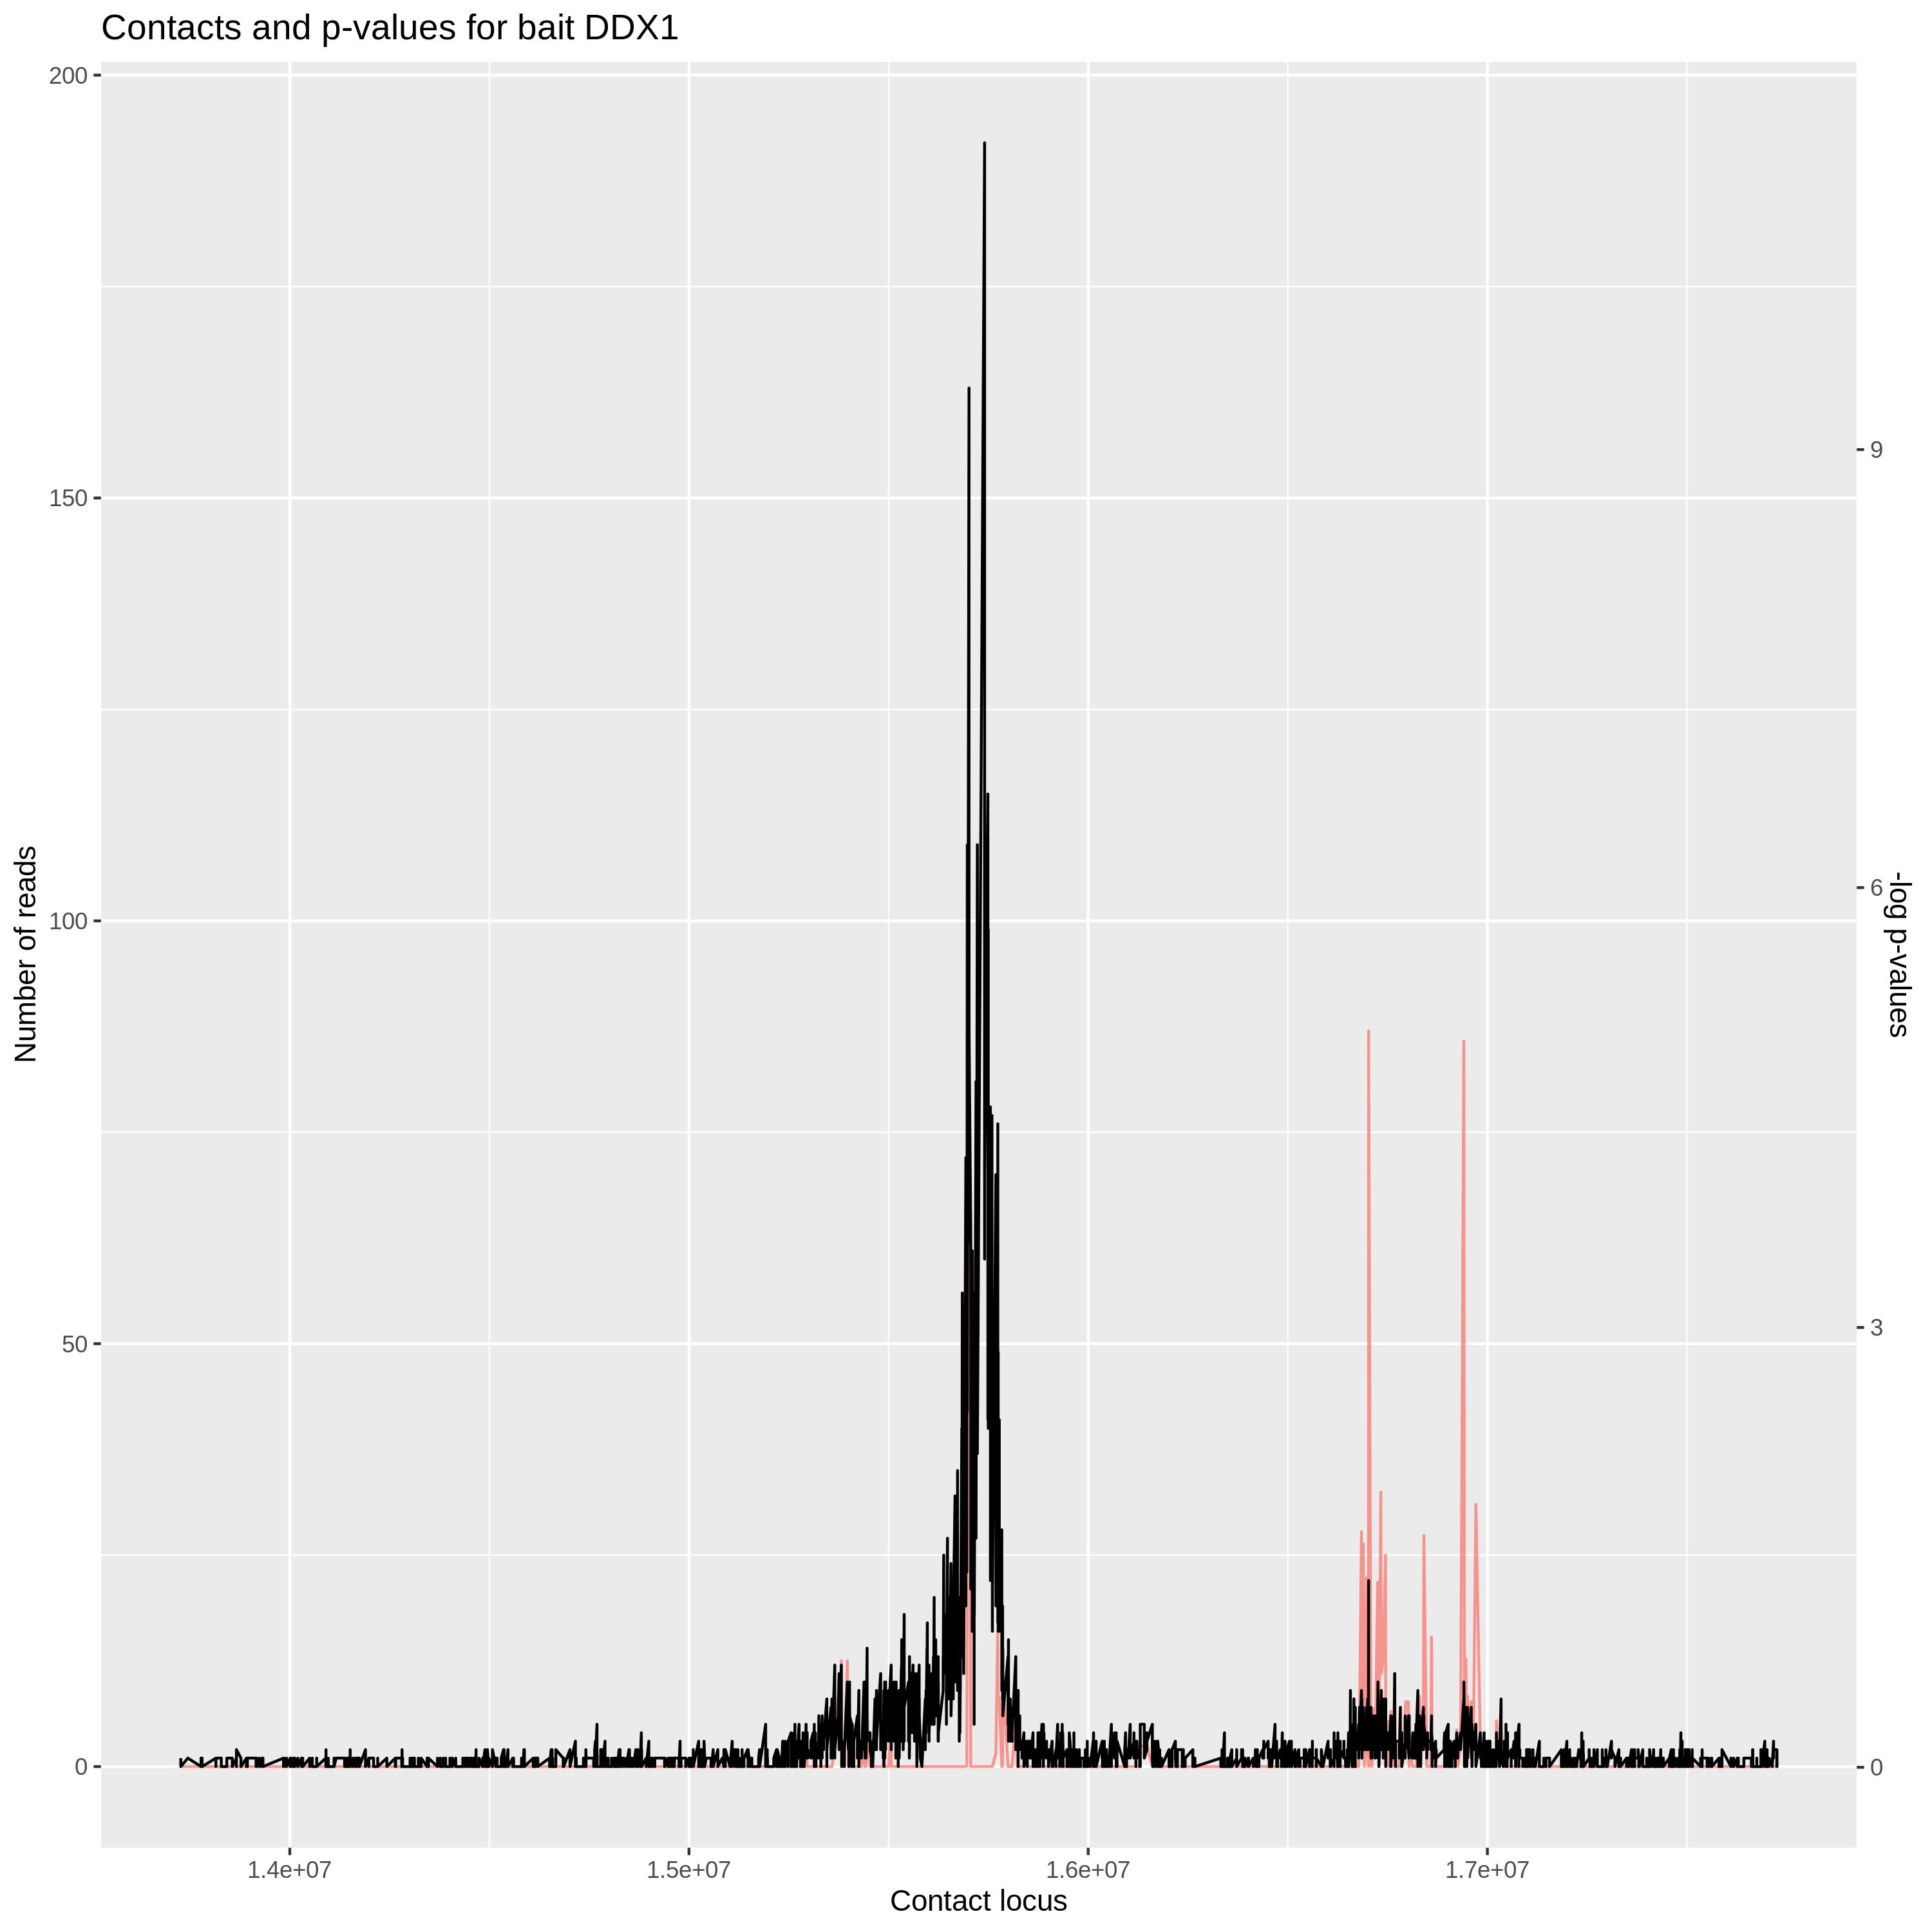 Contacts and p-values for bait DDX1
200
150
100
50
0
Number of reads
9
6
3
0
-log p-values
1.4e+07
1.5e+07
1.6e+07
1.7e+07
Contact locus